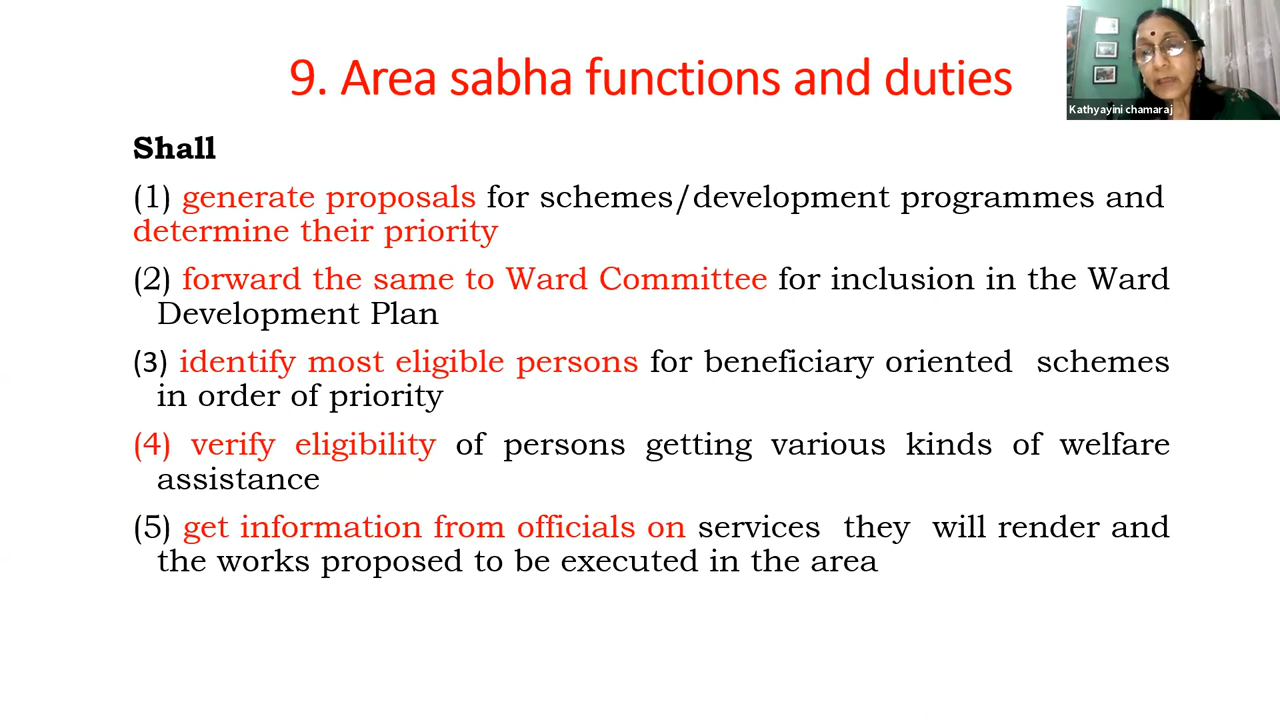 9. Area sabha functions and duties
Kathyayini chamaraj
Shall
(1) generate proposals for schemes/development programmes and
determine their priority
(2) forward the same to Ward Committee for inclusion in the Ward
Development Plan
(3) identify most eligible persons for beneficiary oriented schemes
in order of priority
(4) verify eligibility of persons getting various kinds of welfare
assistance
(5) get information from officials on services they will render and
the works proposed to be executed in the area